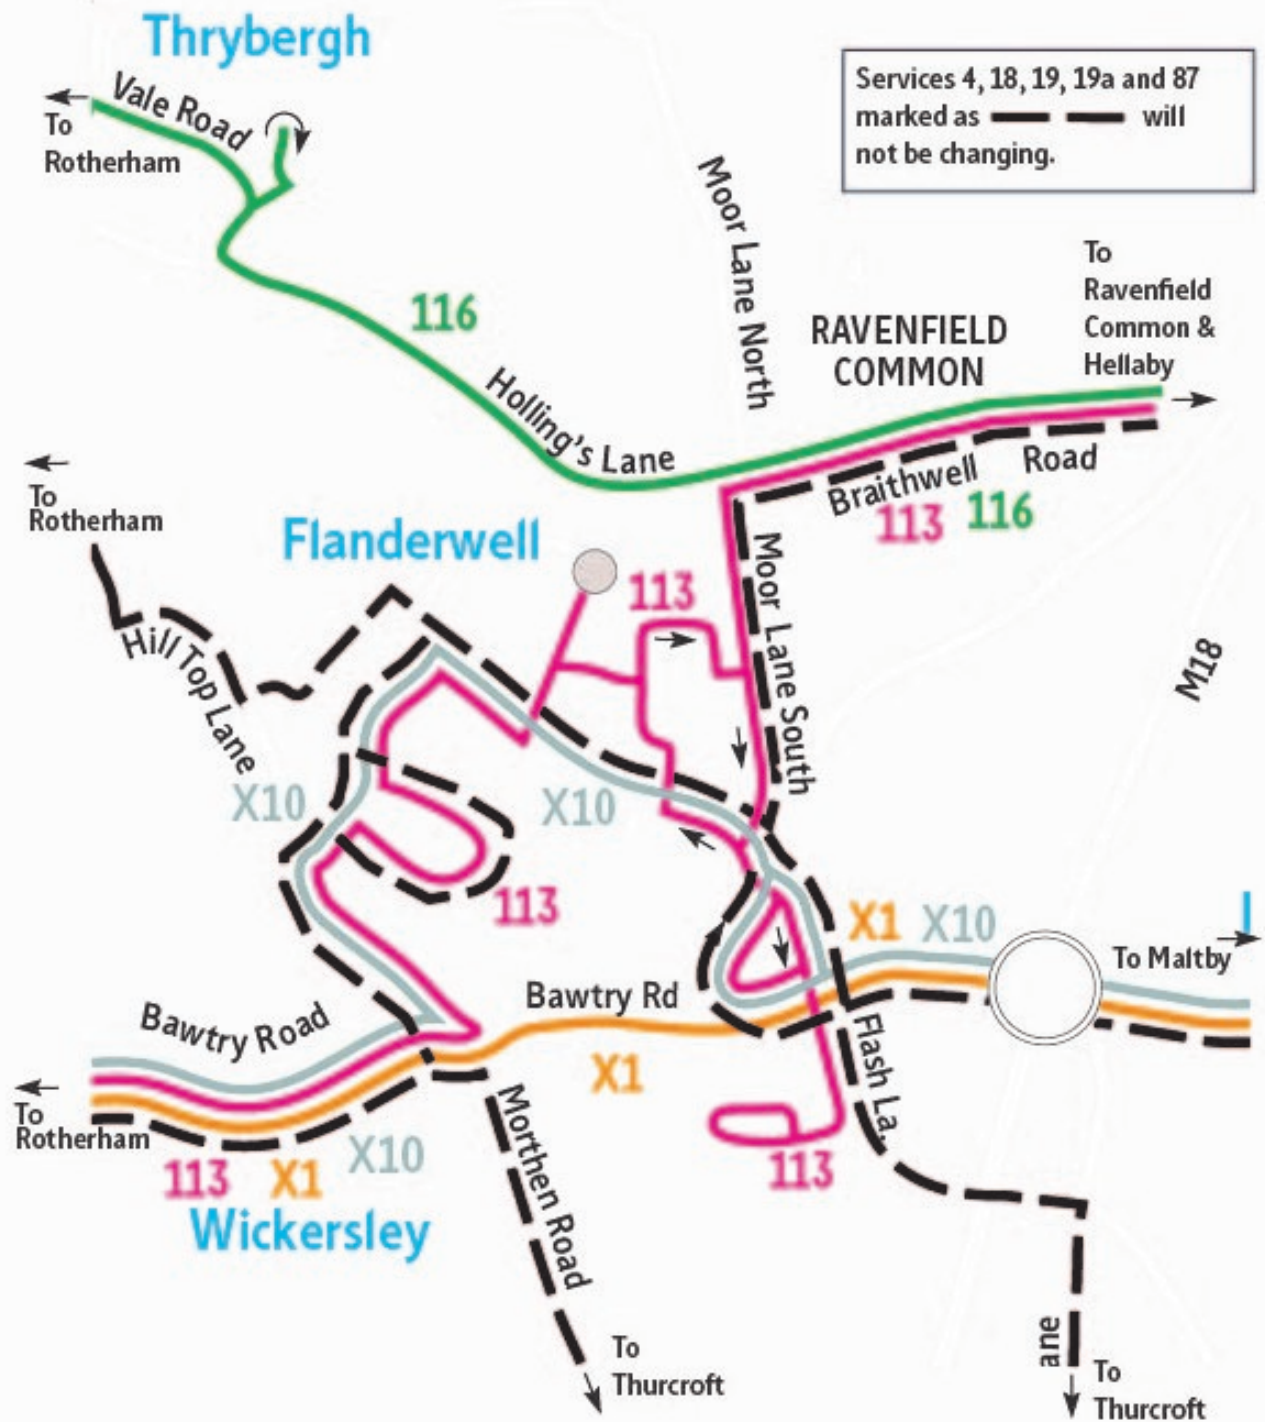 Thrybergh
Services 4, 18, 19, 19a and 87
marked as will
not be changing.
Vale Road
To
Rotherham
Moor Lane North
To
Ravenfield
Common &
Hellaby
RAVENFIELD
COMMON
116
Holling's Lane
Braithwell Road
113 116
To
Rotherham
Flanderwell
113
Moor Lane South
Hill Top Lane
M18
X10
X10
113
X1 X10
To Maltby
Bawtry Rd
Bawtry Road
X1
Flash La.
To
Rotherham
113 X1 X10
Morthen Road
113
Wickersley
ane
To
Thurcroft
To
Thurcroft